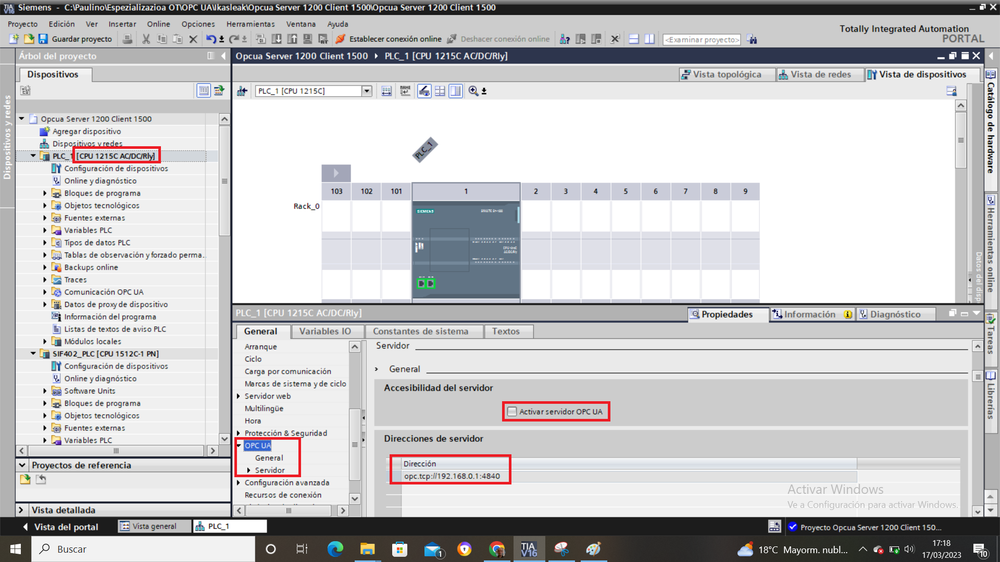 Siemens - C:\Paulino\Espezializazioa OT\OPC UA\Ikasleak\Opcua Server 1200 Client 1500\Opcua Server 1200 Client 1500
Proyecto Edición Ver Insertar Online Opciones Herramientas Ventana Ayuda
Totally Integrated Automation
PORTAL
Guardar proyecto
Establecer conexión online
Deshacer conexión online
<Examinar proyecto>
Árbol del proyecto
Opcua Server 1200 Client 1500 PLC_1 [CPU 1215C AC/DC/Rly]
Dispositivos
Vista topológica
Vista de redes
Vista de dispositivos
PLC_1 [CPU 1215C]
Dispositivos y redes
Opcua Server 1200 Client 1500
Agregar dispositivo
Dispositivos y redes
PLC_1 [CPU 1215C AC/DC/Rly]
Configuración de dispositivos
Online y diagnóstico
Bloques de programa
Objetos tecnológicos
Fuentes externas
Variables PLC
Tipos de datos PLC
Tablas de observación y forzado perma..
Backups online
Traces
Comunicación OPC UA
Datos de proxy de dispositivo
Información del programa
Listas de textos de aviso PLC
Módulos locales
SIF402_PLC [CPU 1512C-1 PN]
Configuración de dispositivos
Online y diagnóstico
Software Units
Bloques de programa
Objetos tecnológicos
Fuentes externas
Variables PLC
Proyectos de referencia
Vista detallada
PLC_1
103 102 101 1 2 3 4 5 6 7 8 9
Rack_0
SIEMENS
CPU 1215C
AC/DC/Rly
Catálogo de hardware
Herramientas online
Tareas
Librerías
Datos del disp
PLC_1 [CPU 1215C AC/DC/Rly]
Propiedades
Información
Diagnóstico
General
Variables IO
Constantes de sistema
Textos
Arranque
Ciclo
Carga por comunicación
Marcas de sistema y de ciclo
Servidor web
Multilingüe
Hora
Protección & Seguridad
OPC UA
General
Servidor
Configuración avanzada
Recursos de conexión
Servidor
General
Accesibilidad del servidor
Activar servidor OPC UA
Direcciones de servidor
Dirección
opc.tcp://192.168.0.1:4840
Activar Windows
Ve a Configuración para activar Windows.
Vista del portal
Vista general
PLC_1
Proyecto Opcua Server 1200 Client 150...
Buscar
TIA
V16
1
18°C Mayorm. nubl...
17:18
17/03/2023
10